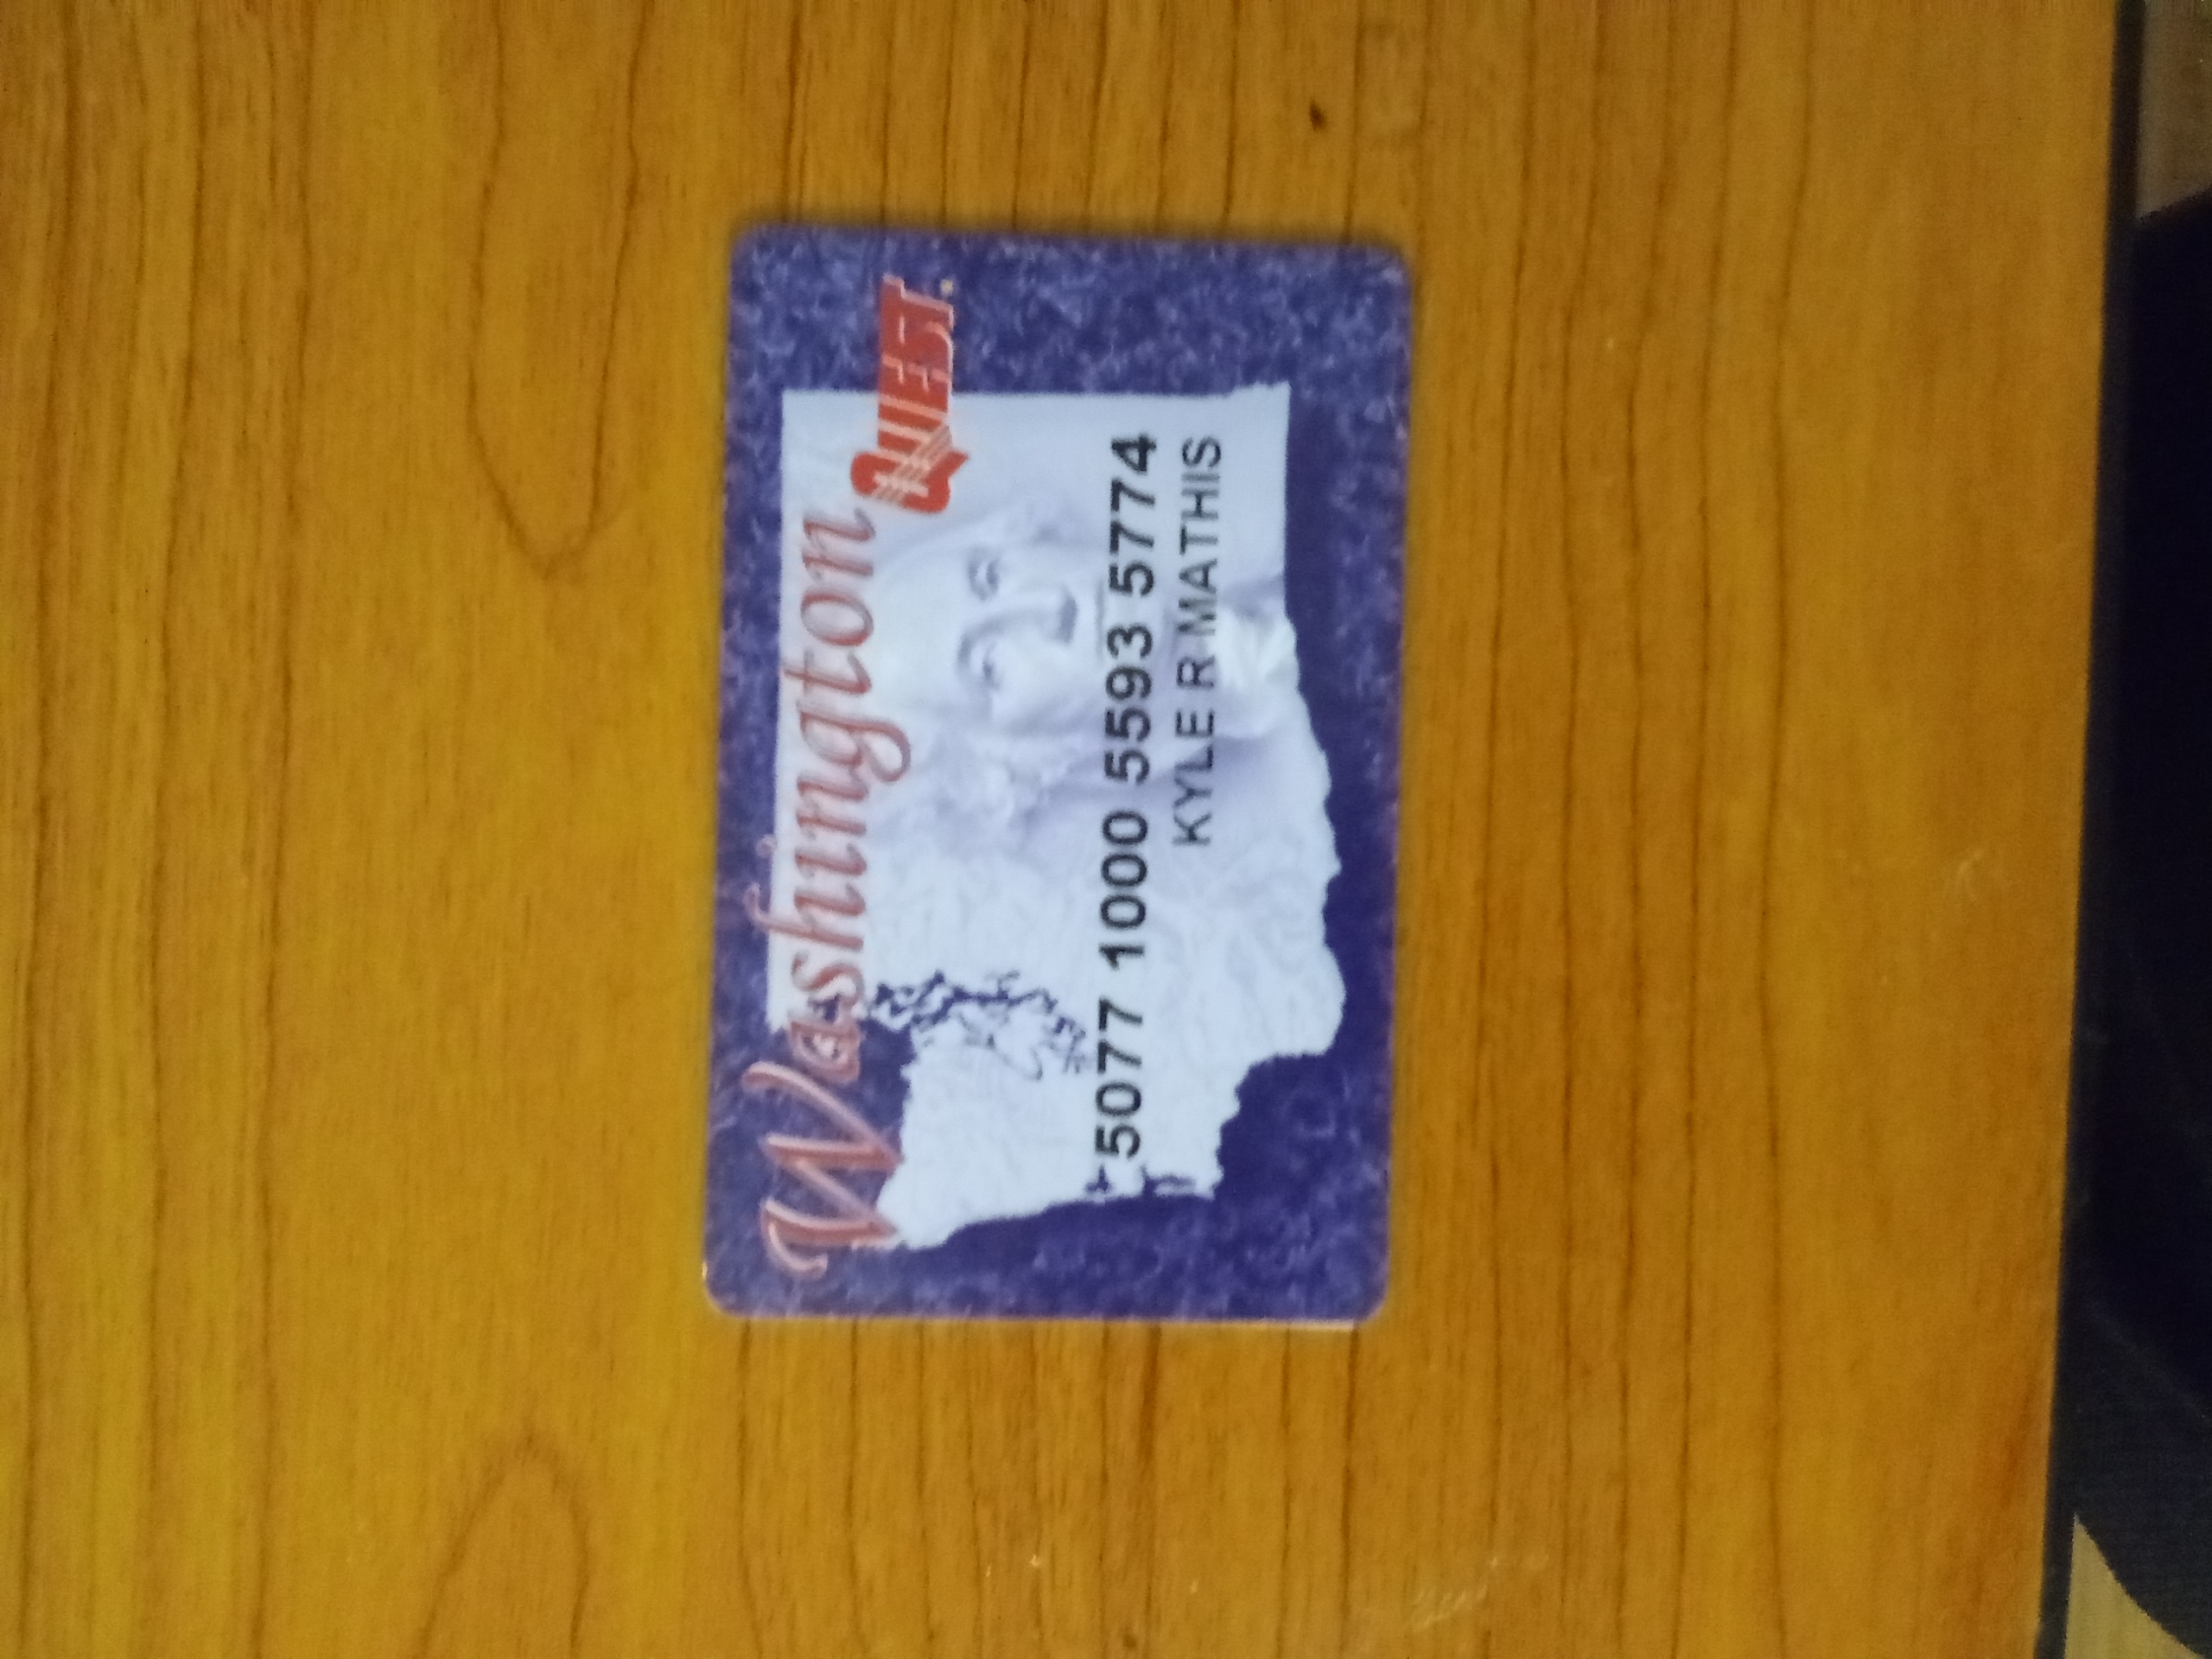 Washington
QUEST.
5077 1000 5593 5774
KYLE R MATHIS